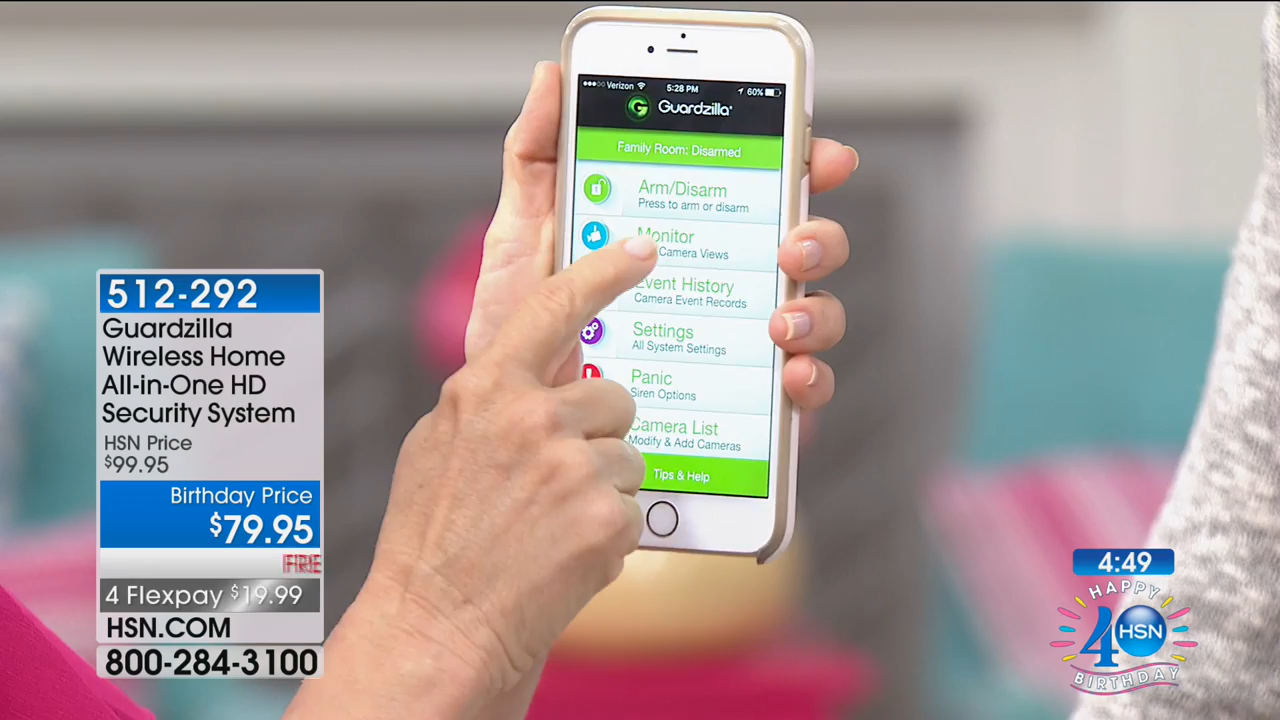 512-292
Guardzilla
Wireless Home
All-in-One HD
Security System
HSN Price
$99.95
Birthday Price
$79.95
4 Flexpay $19.99
HSN.COM
800-284-3100
Verizon
5:28 PM
60%
G Guardzilla
Family Room: Disarmed
Arm/Disarm
Press to arm or disarm
Monitor
Camera Views
Event History
Camera Event Records
Settings
All System Settings
Panic
Siren Options
Camera List
Modify & Add Cameras
Tips & Help
4:49
HAPPY
40
HSN
BIRTHDAY